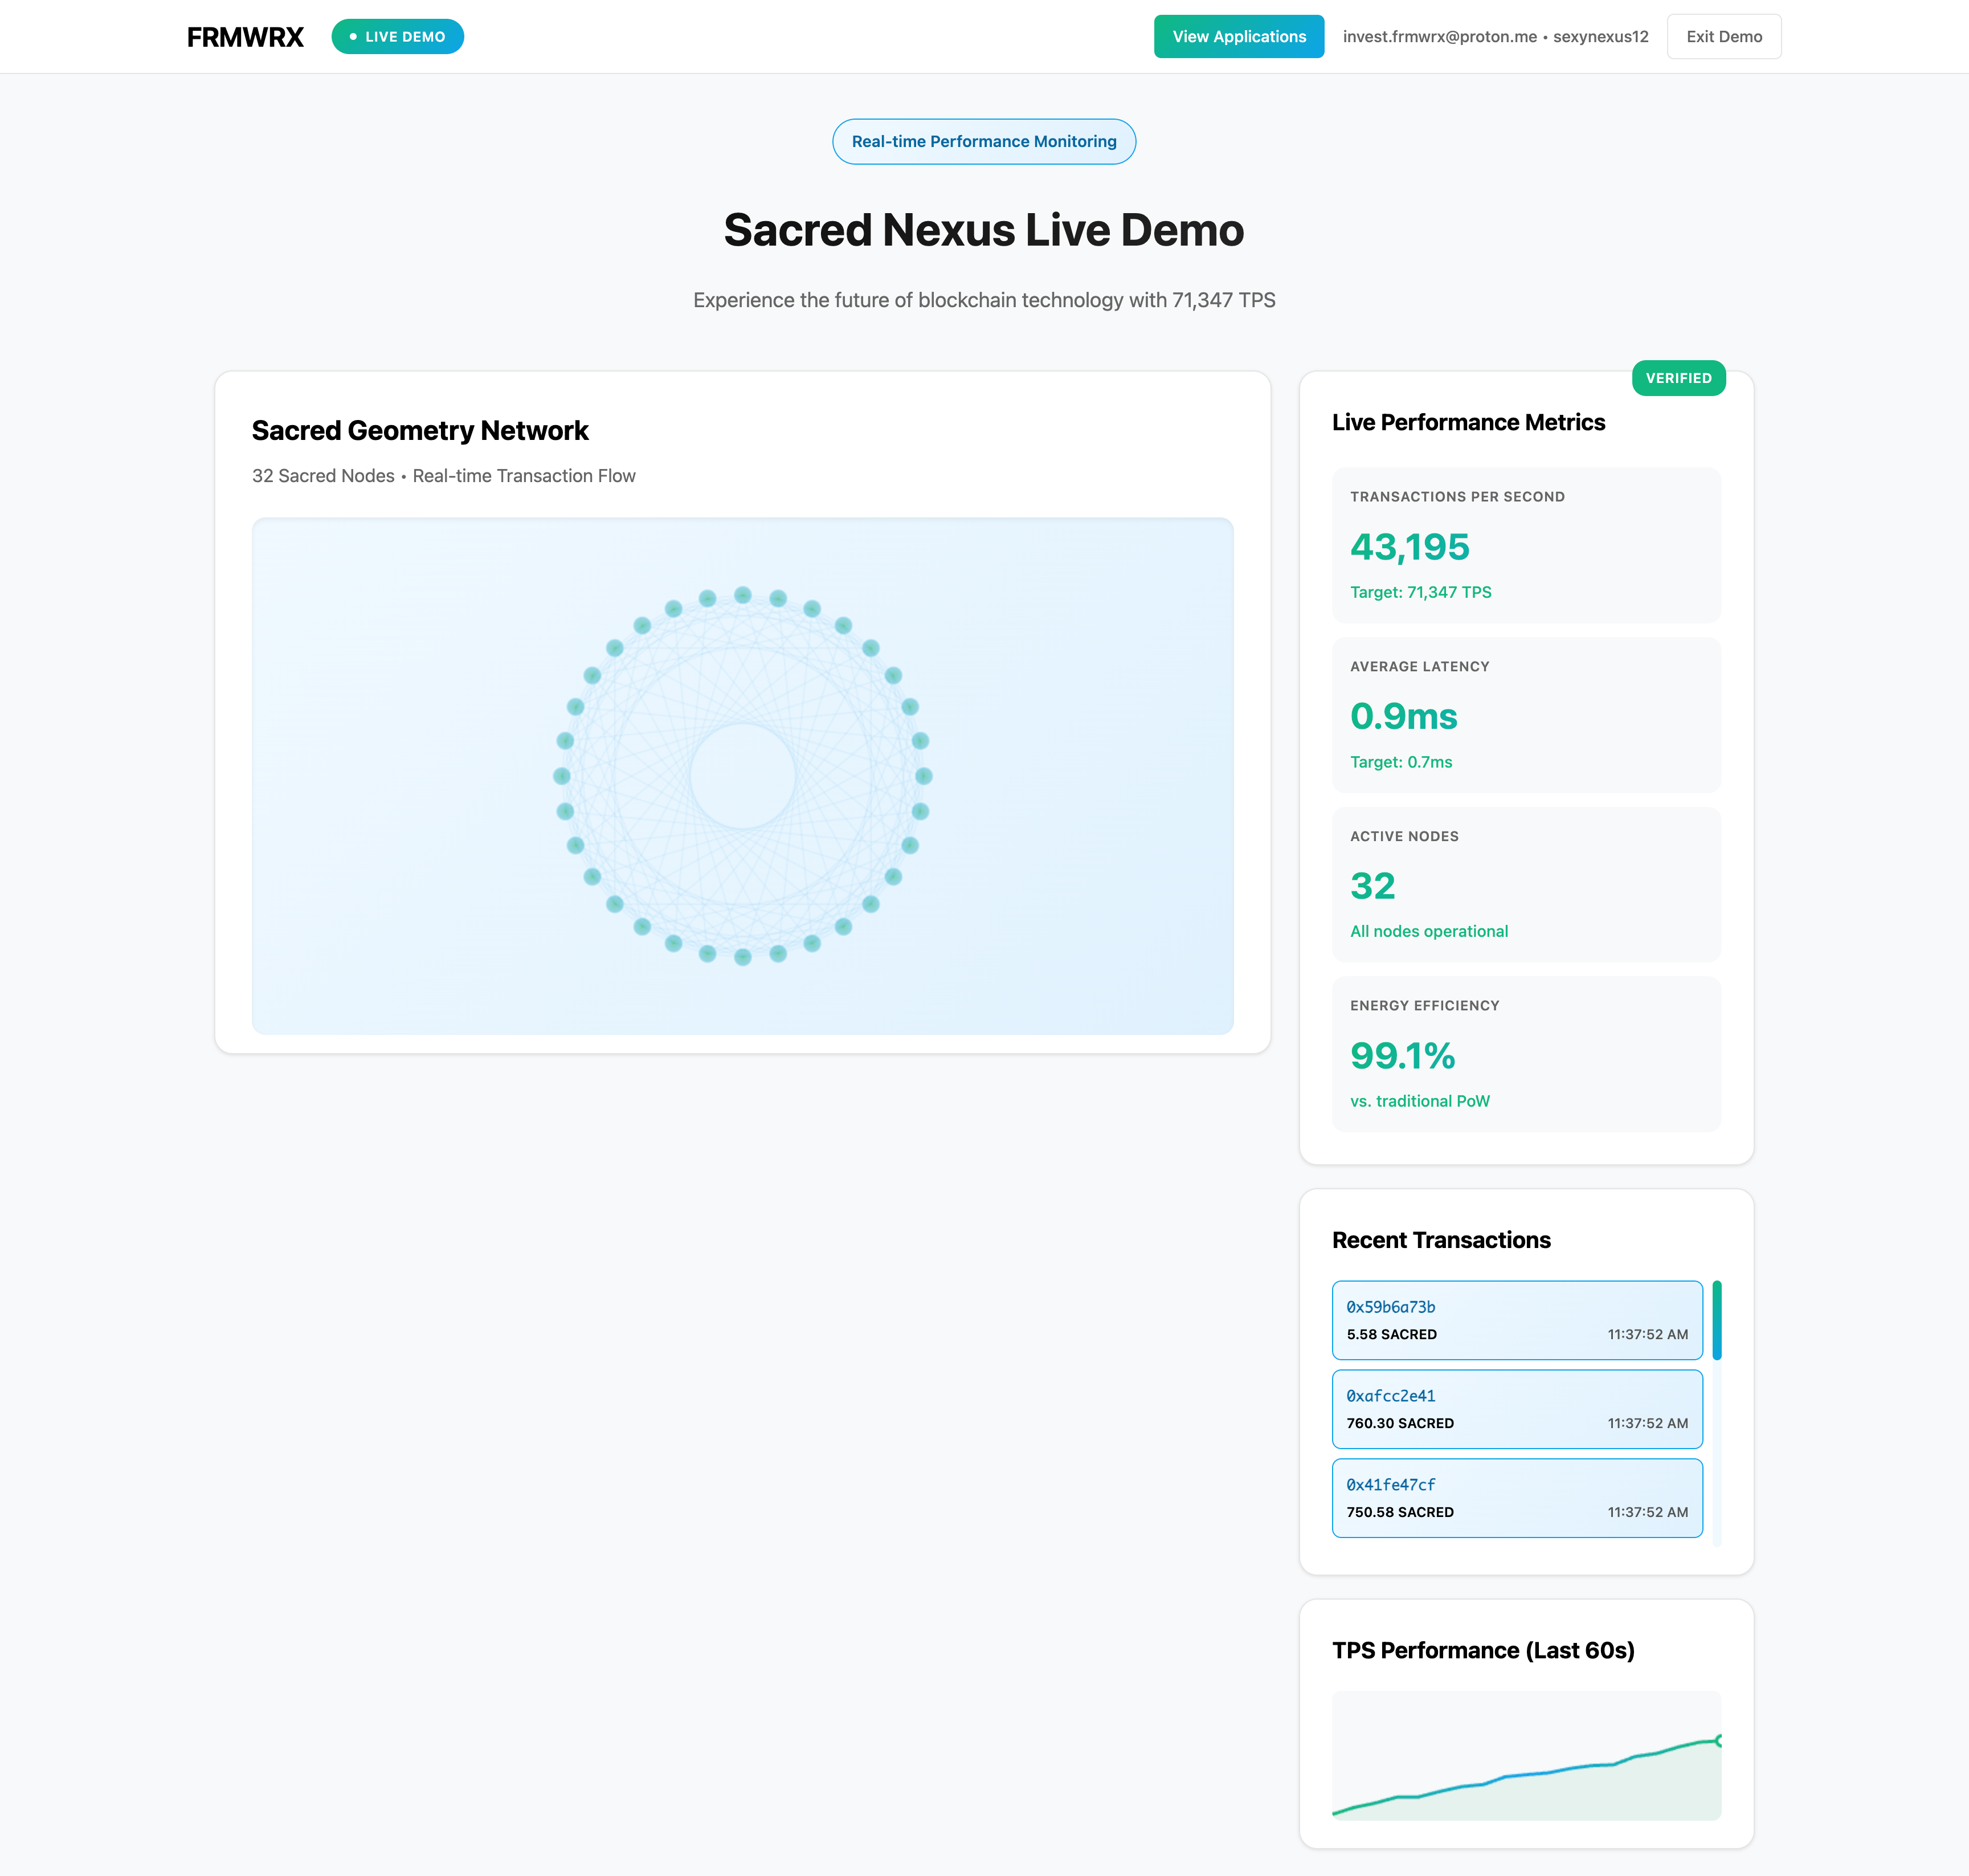 FRMWRX
LIVE DEMO
View Applications
invest.frmwrx@proton.me • sexynexus12
Exit Demo
Real-time Performance Monitoring
Sacred Nexus Live Demo
Experience the future of blockchain technology with 71,347 TPS
Sacred Geometry Network
32 Sacred Nodes • Real-time Transaction Flow
VERIFIED
Live Performance Metrics
TRANSACTIONS PER SECOND
43,195
Target: 71,347 TPS
AVERAGE LATENCY
0.9ms
Target: 0.7ms
ACTIVE NODES
32
All nodes operational
ENERGY EFFICIENCY
99.1%
vs. traditional PoW
Recent Transactions
0x59b6a73b
5.58 SACRED 11:37:52 AM
0xafcc2e41
760.30 SACRED 11:37:52 AM
0x41fe47cf
750.58 SACRED 11:37:52 AM
TPS Performance (Last 60s)